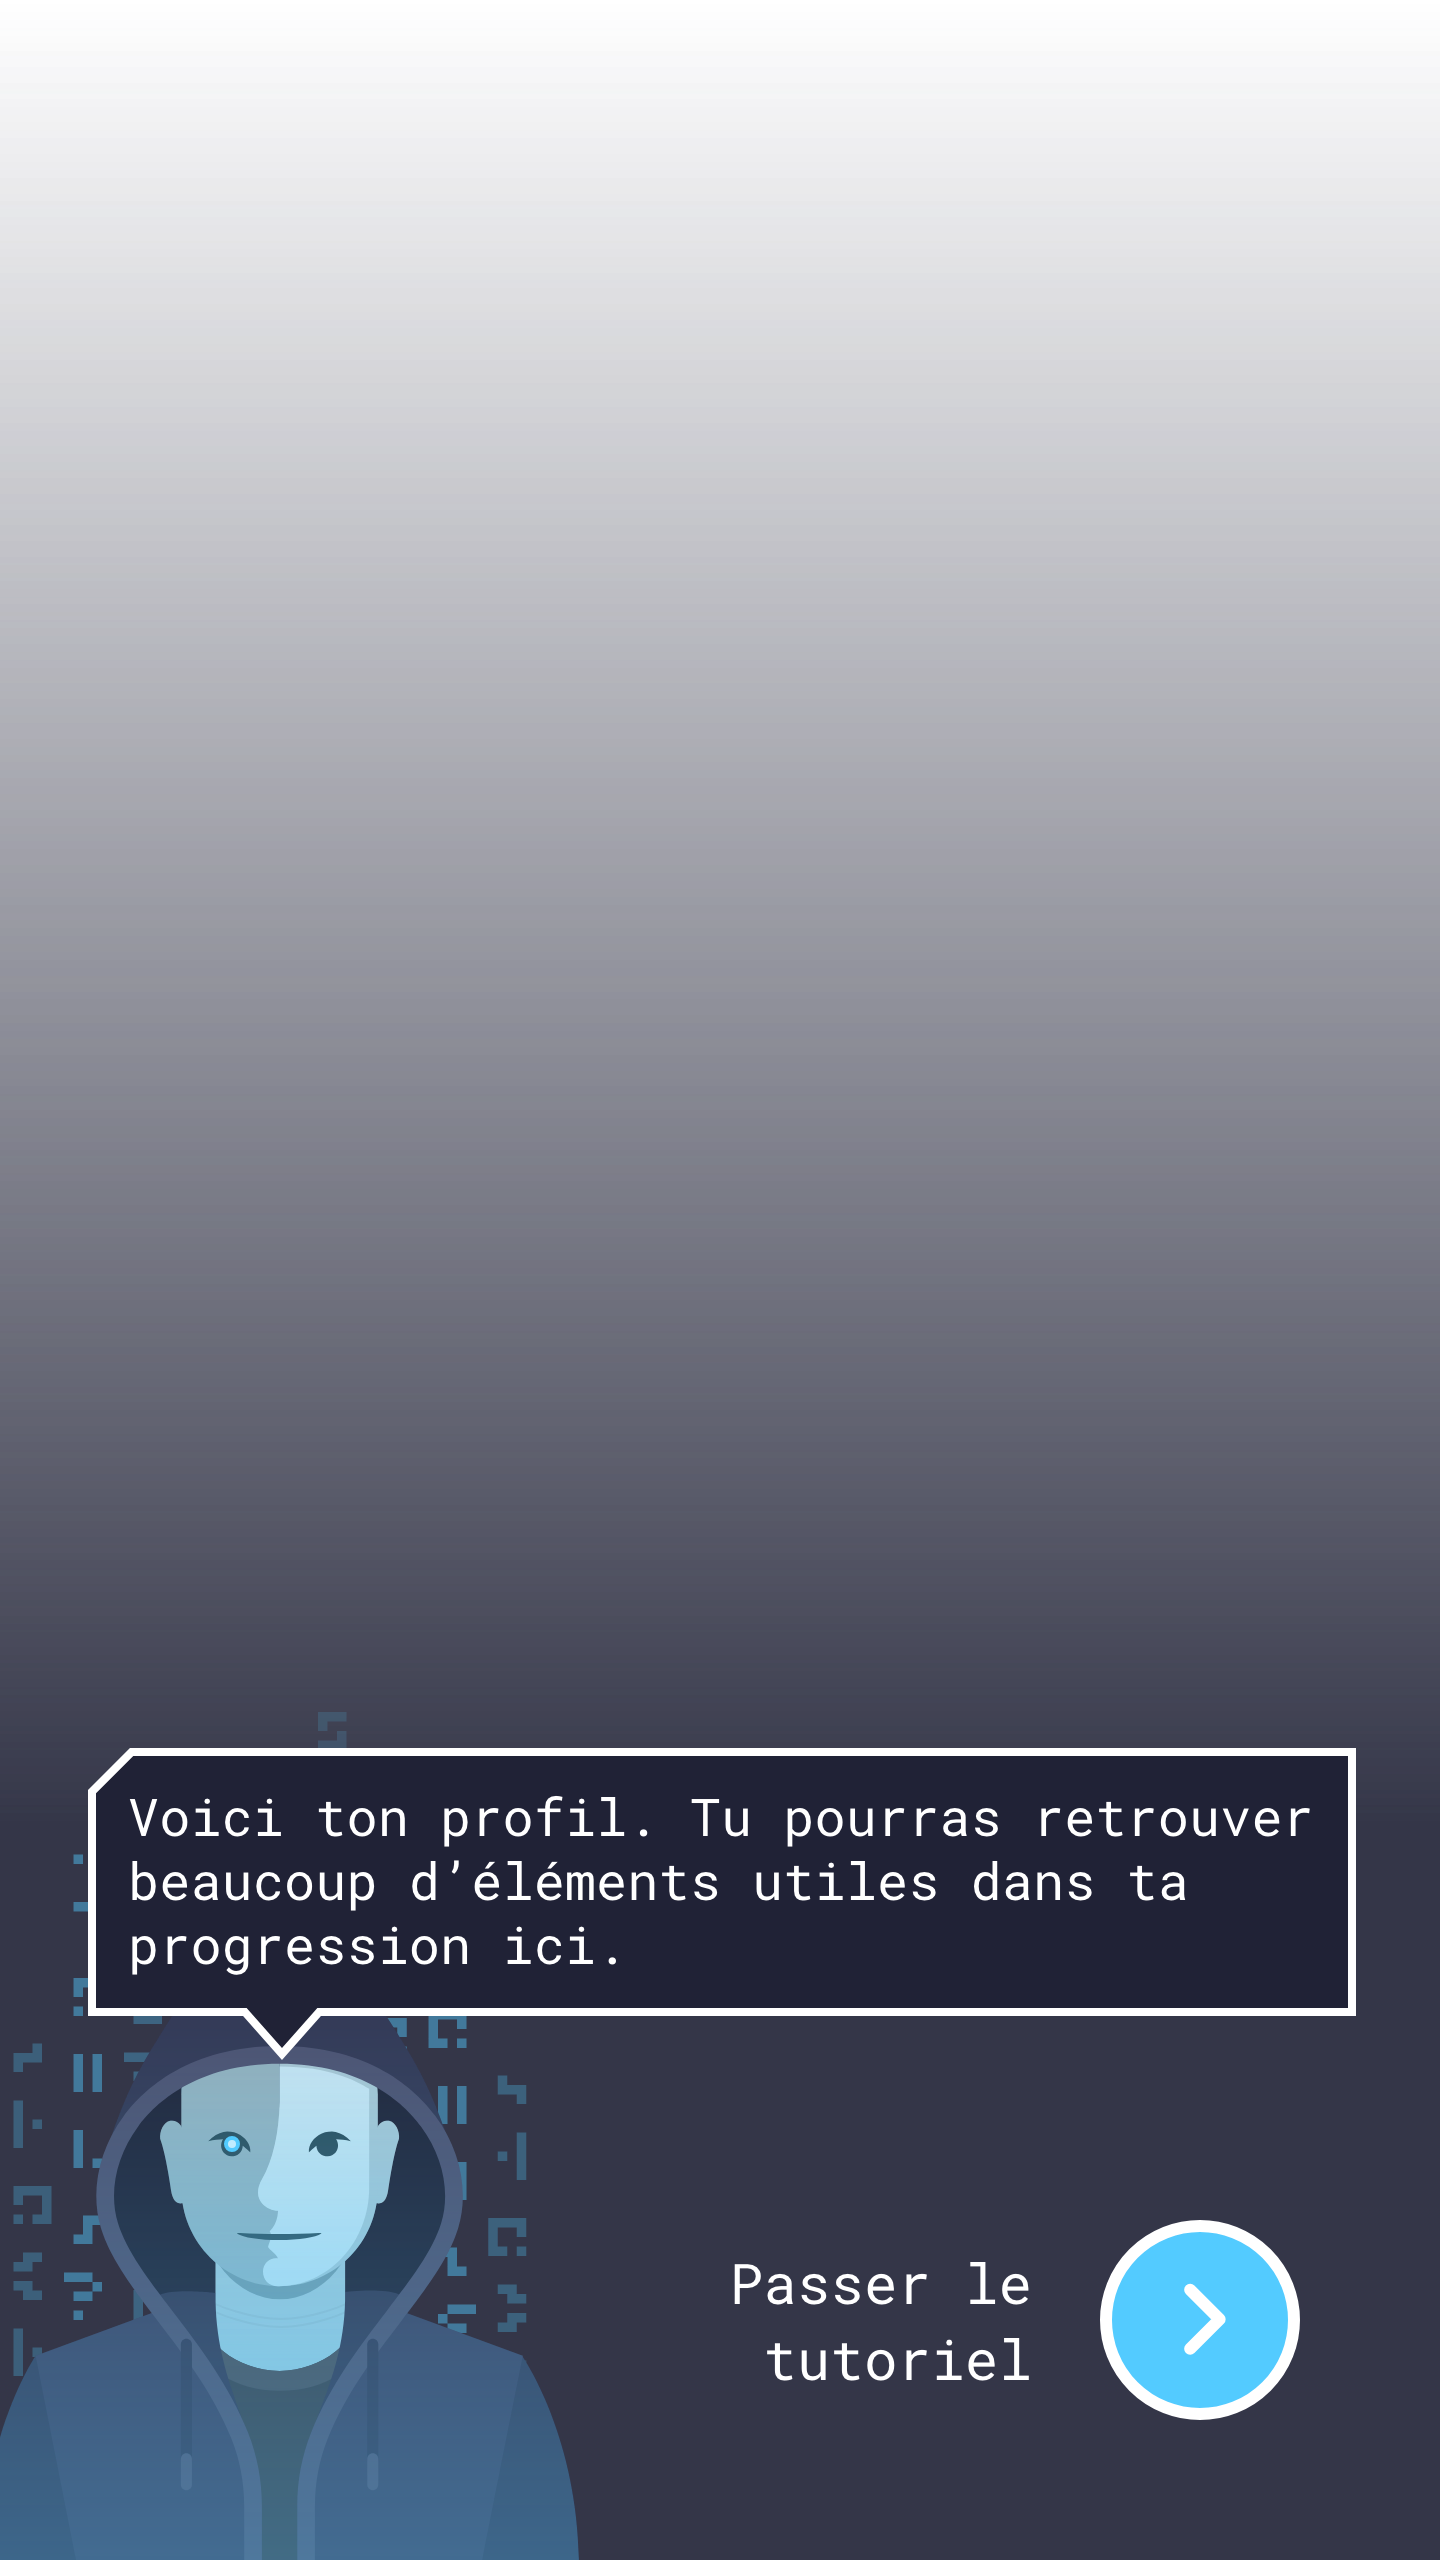 Voici ton profil. Tu pourras retrouver
beaucoup d’éléments utiles dans ta
progression ici.
Passer le
tutoriel